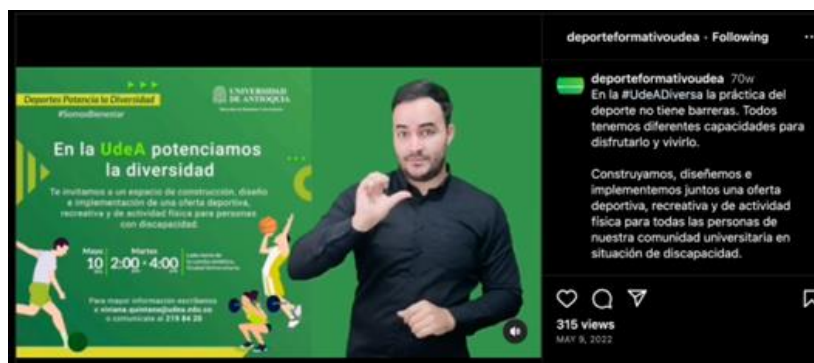 deporteformativoudea · Following
Deportes Potencia la Diversidad
#SomosBienestar
UNIVERSIDAD
DE ANTIOQUIA
En la UdeA potenciamos
la diversidad
Te invitamos a un espacio de construcción, diseño
e implementación de una oferta deportiva,
recreativa y de actividad física para personas
con discapacidad.
Mayo
10
Martes
2:00 - 4:00
Para mayor información escríbenos
a viviana.quintana@udea.edu.co
o comunícate al 219 84 20
deporteformativoudea 70w
En la #UdeADiversa la práctica del
deporte no tiene barreras. Todos
tenemos diferentes capacidades para
disfrutarlo y vivirlo.
Construyamos, diseñemos e
implementemos juntos una oferta
deportiva, recreativa y de actividad
física para todas las personas de
nuestra comunidad universitaria en
situación de discapacidad.
315 views
MAY 9, 2022